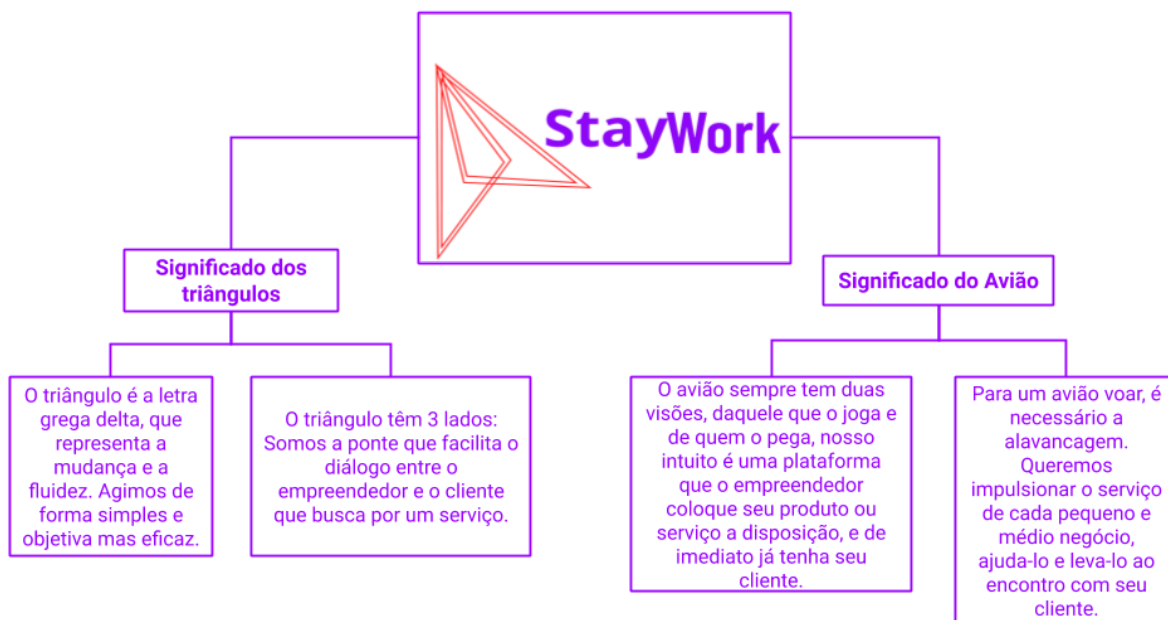 StayWork
Significado dos
triângulos
Significado do Avião
O triângulo é a letra
grega delta, que
representa a
mudança e a
fluidez. Agimos de
forma simples e
objetiva mas eficaz.
O triângulo têm 3 lados:
Somos a ponte que facilita o
diálogo entre o
empreendedor e o cliente
que busca por um serviço.
O avião sempre tem duas
visões, daquele que o joga e
de quem o pega, nosso
intuito é uma plataforma
que o empreendedor
coloque seu produto ou
serviço a disposição, e de
imediato já tenha seu
cliente.
Para um avião voar, é
necessário a
alavancagem.
Queremos
impulsionar o serviço
de cada pequeno e
médio negócio,
ajuda-lo e leva-lo ao
encontro com seu
cliente.